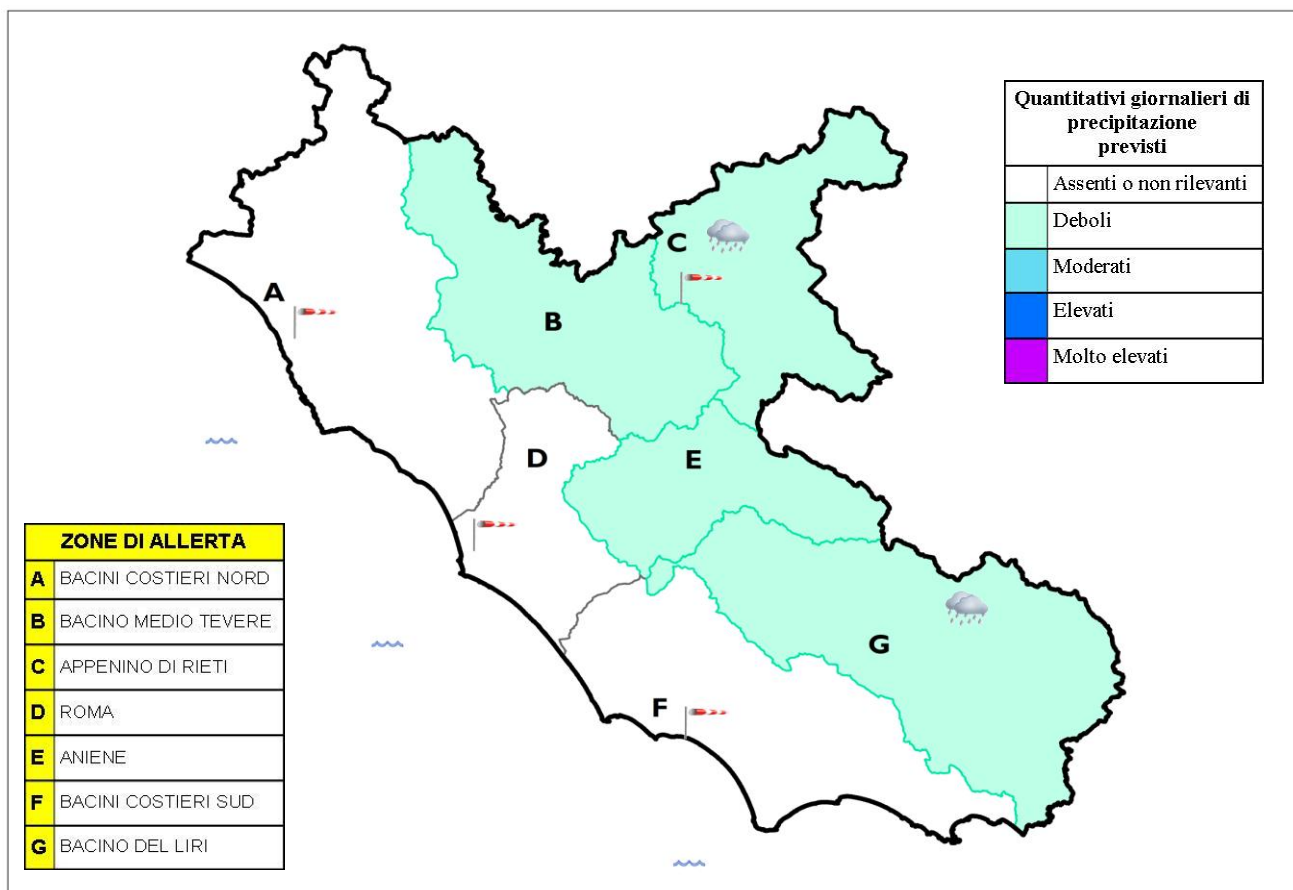 Quantitativi giornalieri di
precipitazione
previsti
Assenti o non rilevanti
Deboli
Moderati
Elevati
Molto elevati
C
A
B
D
E
F
G
ZONE DI ALLERTA
A BACINI COSTIERI NORD
B BACINO MEDIO TEVERE
C APPENINO DI RIETI
D ROMA
E ANIENE
F BACINI COSTIERI SUD
G BACINO DEL LIRI